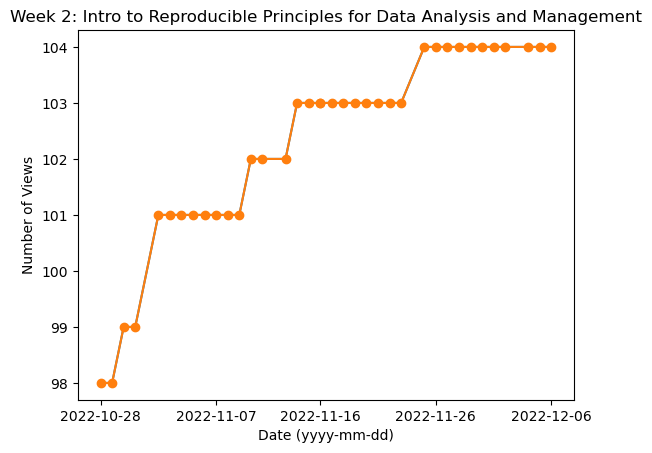 Week 2: Intro to Reproducible Principles for Data Analysis and Management
104
103
102
101
100
99
98
Number of Views
2022-10-28 2022-11-07 2022-11-16 2022-11-26 2022-12-06
Date (yyyy-mm-dd)